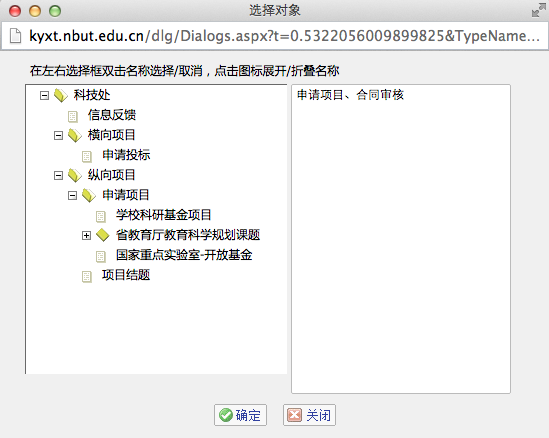 选择对象
kyxt.nbut.edu.cn/dlg/Dialogs.aspx?t=0.5322056009899825&TypeName...
在左右选择框双击名称选择/取消，点击图标展开/折叠名称
科技处
信息反馈
横向项目
申请投标
纵向项目
申请项目
学校科研基金项目
省教育厅教育科学规划课题
国家重点实验室-开放基金
项目结题
申请项目、合同审核
确定
关闭